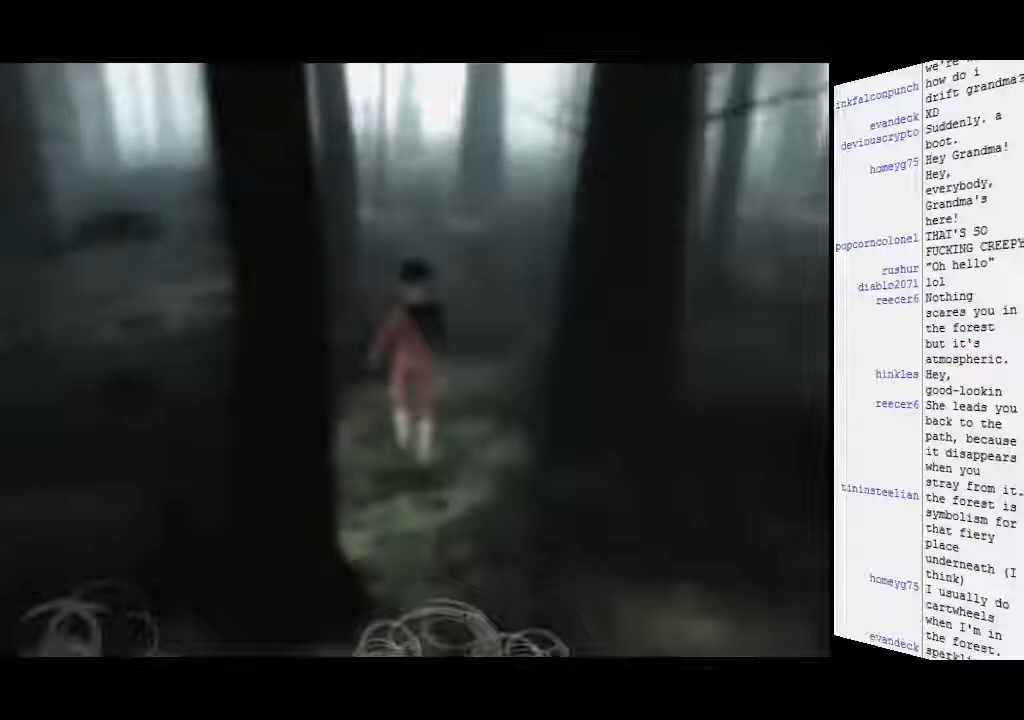 we're
how do i
inkfalconpunch drift grandma?
evandeck XD
deviouscrypto Suddenly. a
boot.
homeyg75 Hey Grandma!
Hey,
everybody,
Grandma's
here!
popcorncolonel THAT'S SO
FUCKING CREEPY
rushur "Oh hello"
diablo2071 lol
reecer6 Nothing
scares you in
the forest
but it's
atmospheric.
hinkles Hey,
good-lookin
reecer6 She leads you
back to the
path, because
it disappears
when you
stray from it.
tininsteelian the forest is
symbolism for
that fiery
place
underneath (I
think)
homeyg75 I usually do
cartwheels
when I'm in
the forest.
evandeck